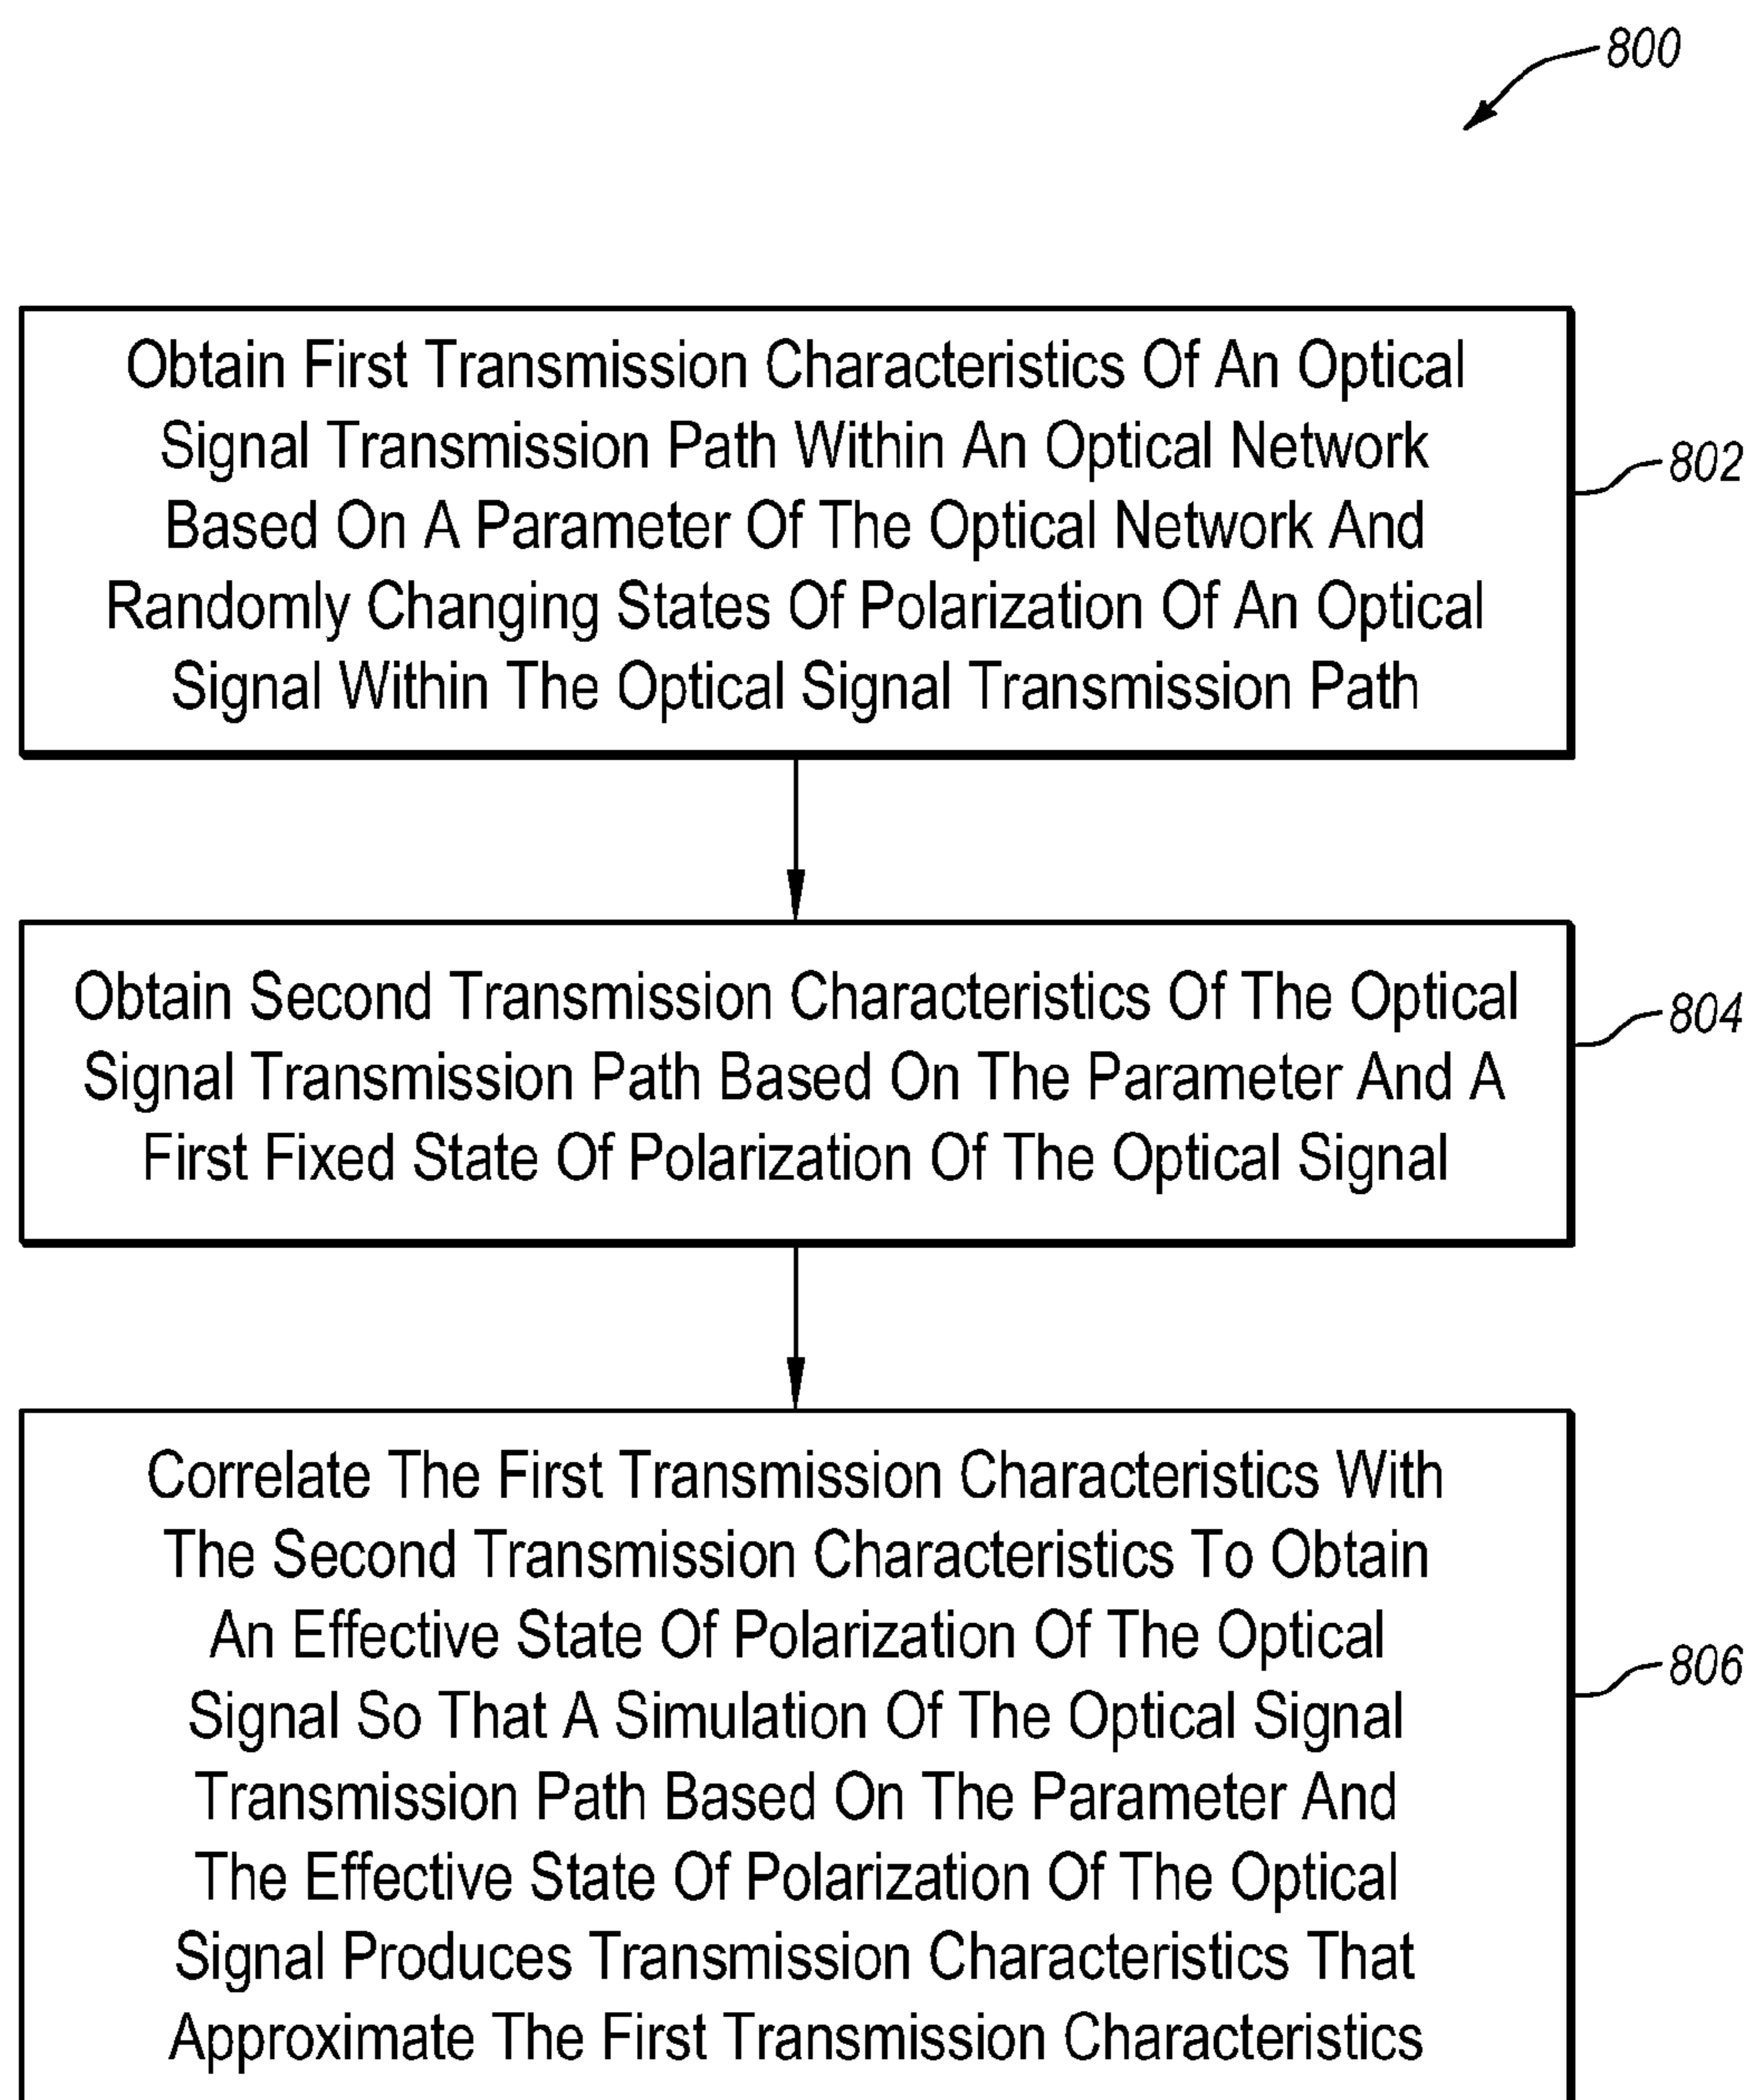 800
Obtain First Transmission Characteristics Of An Optical
Signal Transmission Path Within An Optical Network
Based On A Parameter Of The Optical Network And
Randomly Changing States Of Polarization Of An Optical
Signal Within The Optical Signal Transmission Path
802
Obtain Second Transmission Characteristics Of The Optical
Signal Transmission Path Based On The Parameter And A
First Fixed State Of Polarization Of The Optical Signal
804
Correlate The First Transmission Characteristics With
The Second Transmission Characteristics To Obtain
An Effective State Of Polarization Of The Optical
Signal So That A Simulation Of The Optical Signal
Transmission Path Based On The Parameter And
The Effective State Of Polarization Of The Optical
Signal Produces Transmission Characteristics That
Approximate The First Transmission Characteristics
806